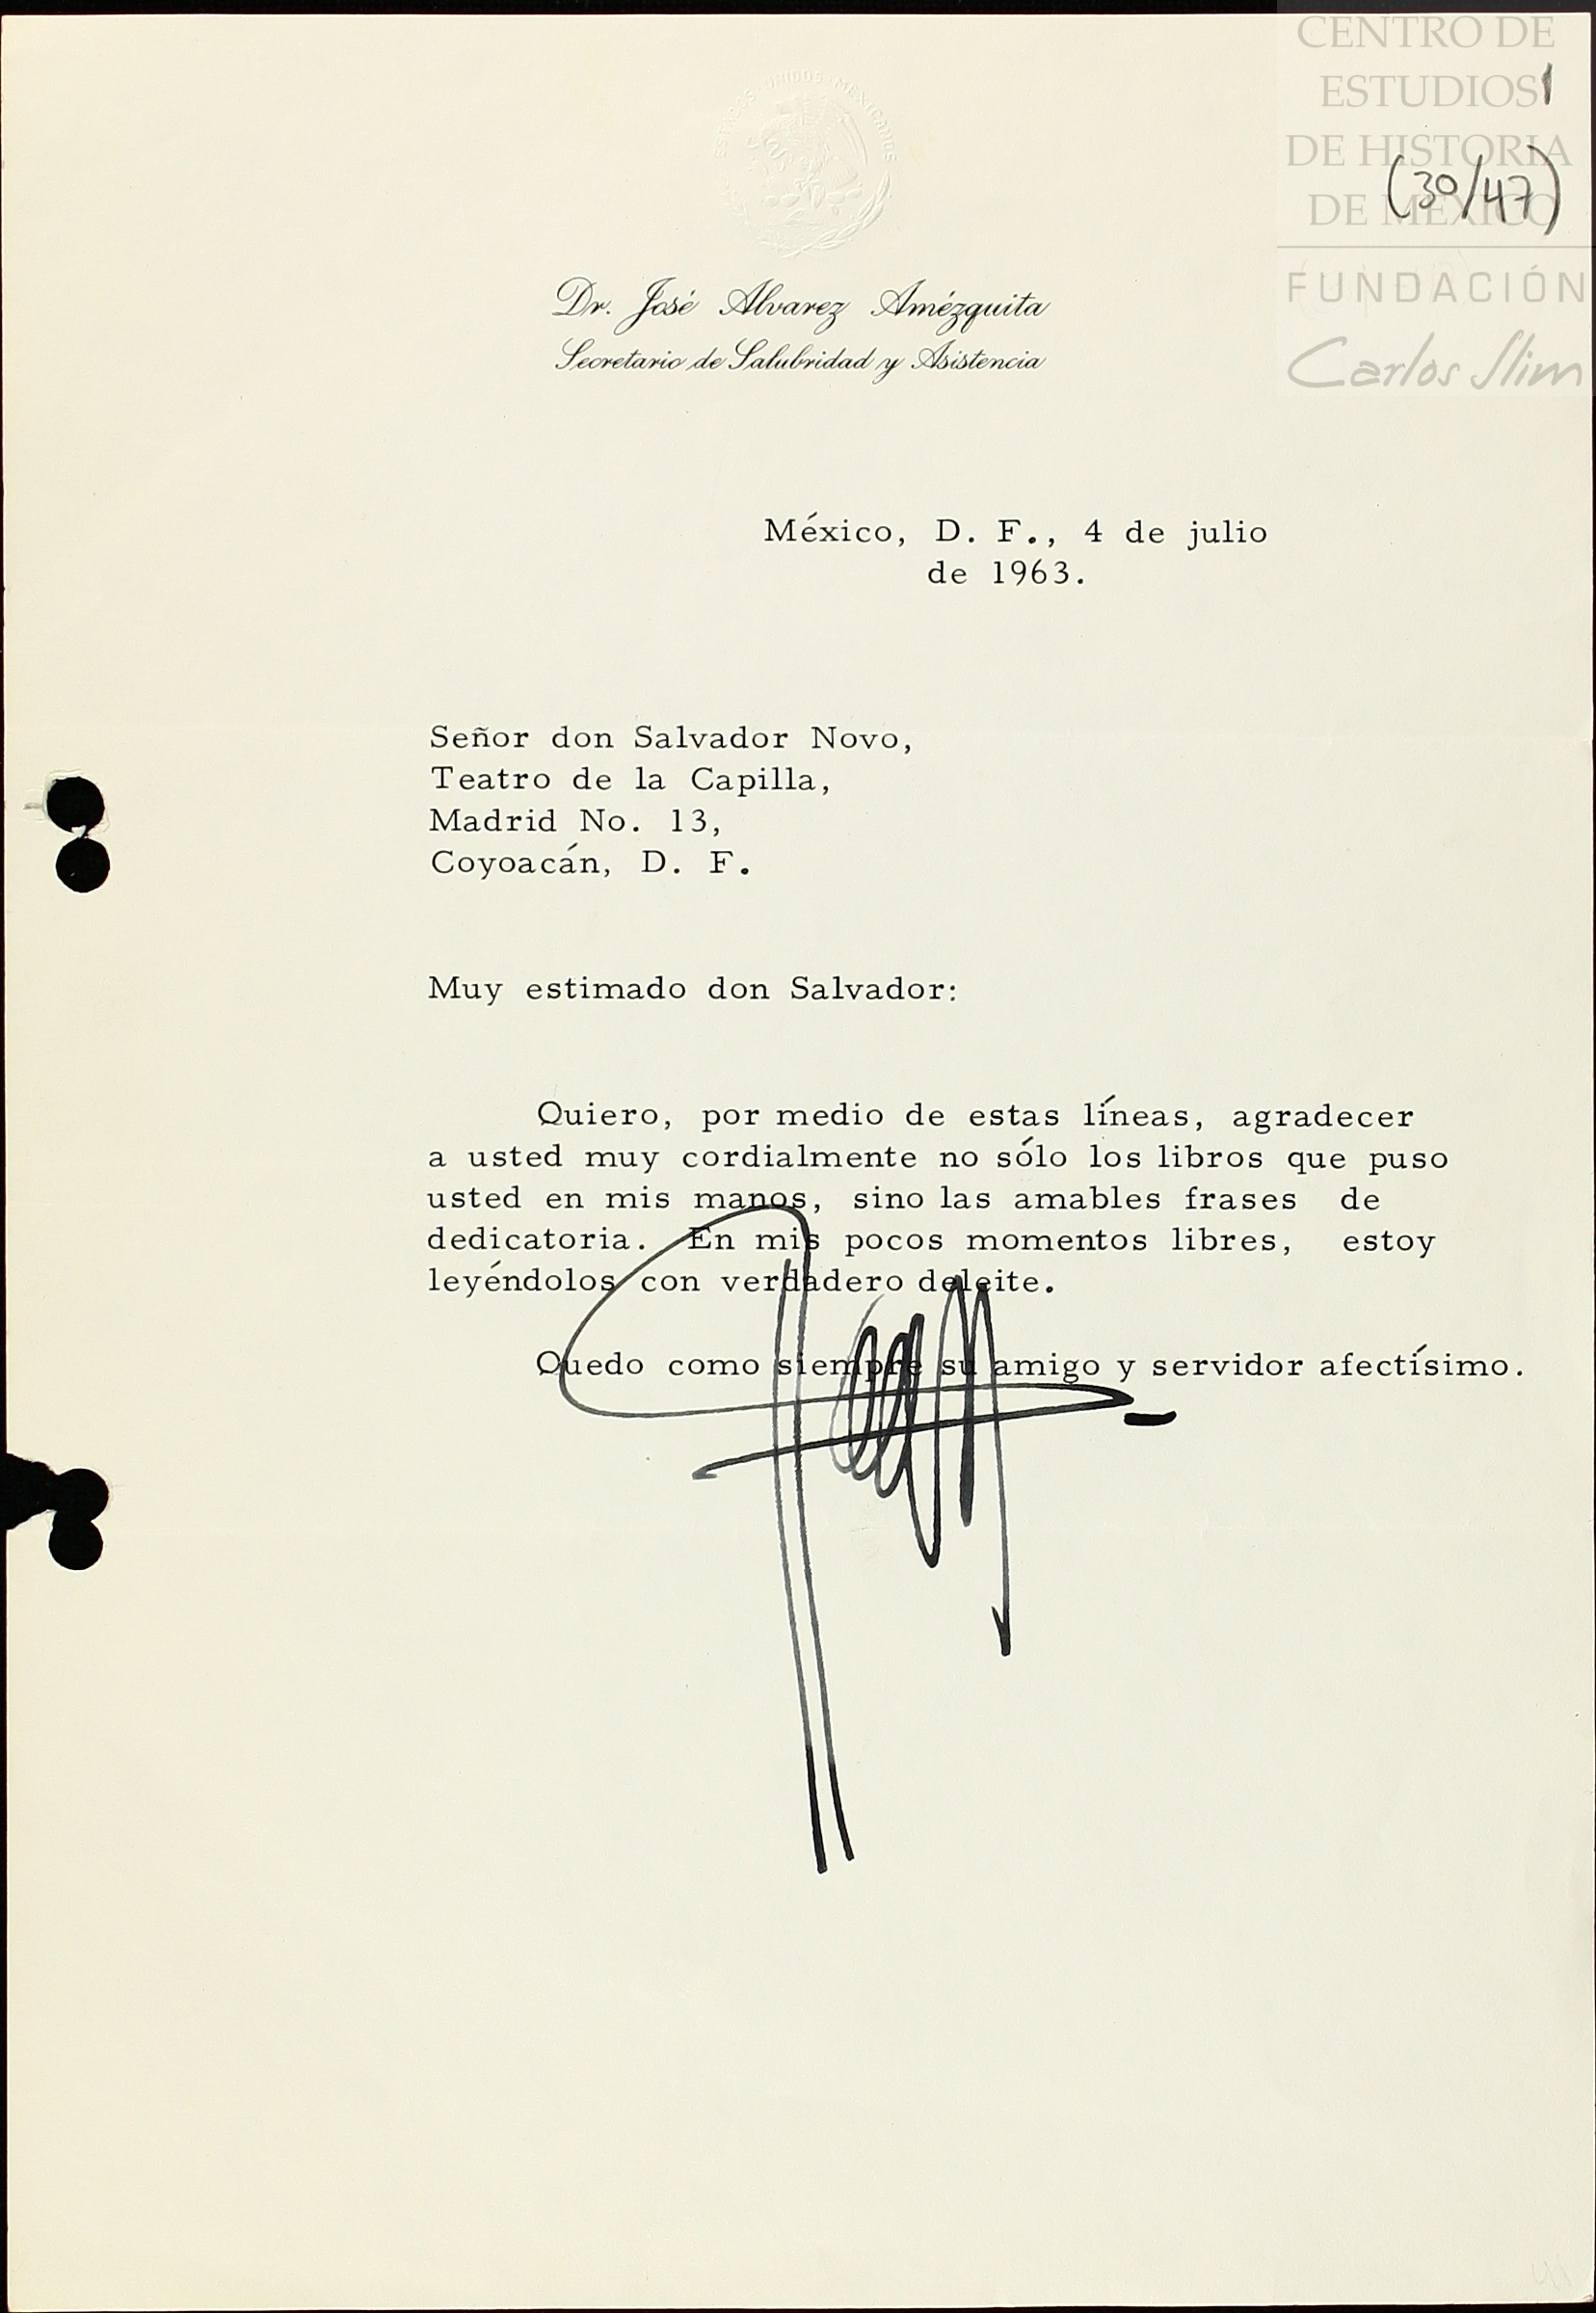 CENTRO DE
ESTUDIOS
DE HISTORIA
DE MÉXICO
FUNDACIÓN
Carlos Slim
1
(30/47)
ESTADOS UNIDOS MEXICANOS
Dr. José Alvarez Amézquita
Secretario de Salubridad y Asistencia
México, D. F., 4 de julio
de 1963.
Señor don Salvador Novo,
Teatro de la Capilla,
Madrid No. 13,
Coyoacán, D. F.
Muy estimado don Salvador:
Quiero, por medio de estas líneas, agradecer
a usted muy cordialmente no sólo los libros que puso
usted en mis manos, sino las amables frases de
dedicatoria. En mis pocos momentos libres, estoy
leyéndolos con verdadero deleite.
Quedo como siempre su amigo y servidor afectísimo.